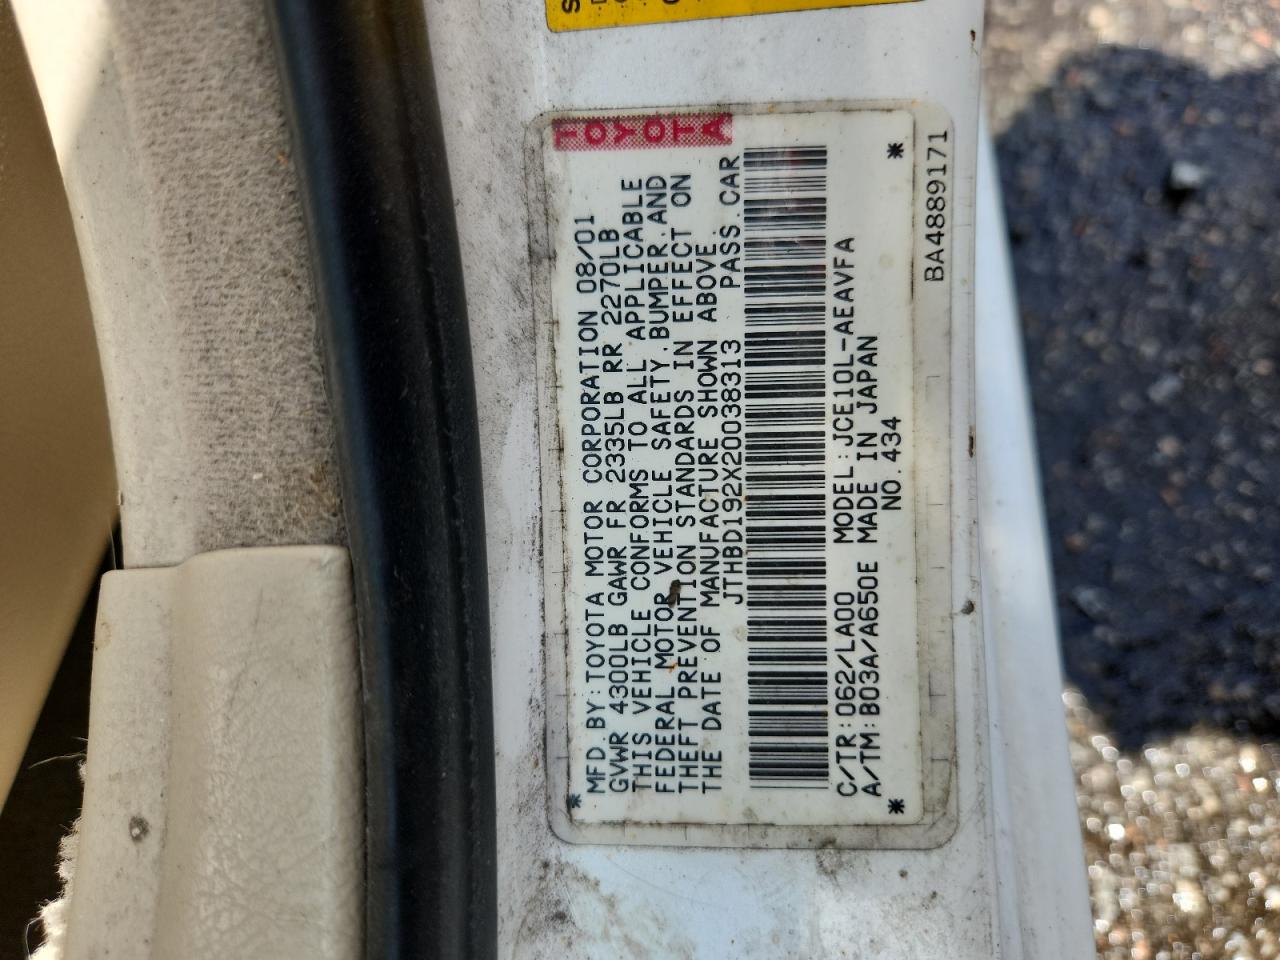 TOYOTA
*
MFD.BY:TOYOTA MOTOR CORPORATION 08/01
GVWR 4300LB GAWR FR 2335LB RR 2270LB
THIS VEHICLE CONFORMS TO ALL APPLICABLE
FEDERAL MOTOR VEHICLE SAFETY,BUMPER,AND
THEFT PREVENTION STANDARDS IN EFFECT ON
THE DATE OF MANUFACTURE SHOWN ABOVE.
JTHBD192X20038313 PASS.CAR
C/TR:062/LA00 MODEL:JCE10L-AEAVFA
A/TM:B03A/A650E MADE IN JAPAN
* NO.434 *
BA4889171